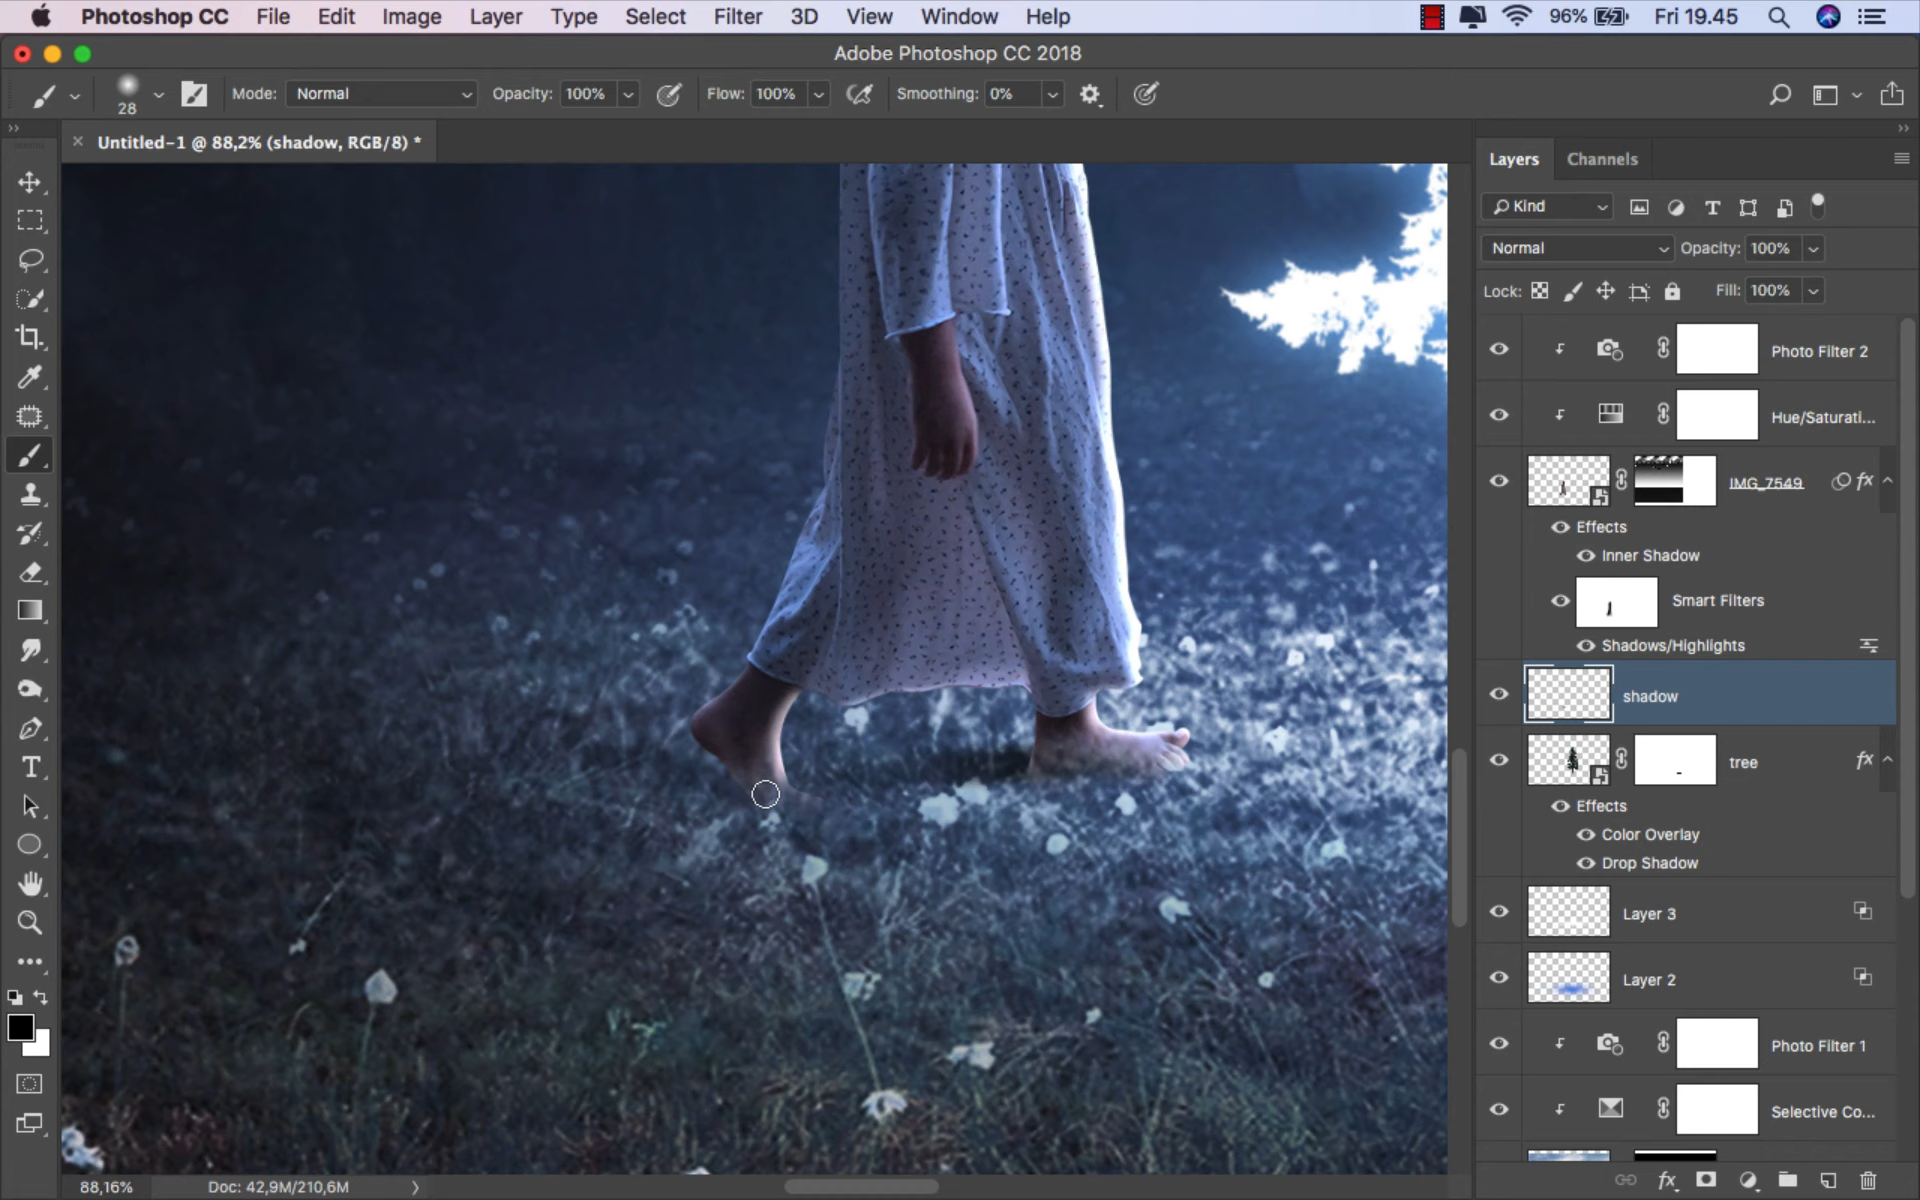 Photoshop CC File Edit Image Layer Type Select Filter 3D View Window Help 96% Fri 19.45
Adobe Photoshop CC 2018
28 Mode: Normal Opacity: 100% Flow: 100% Smoothing: 0%
Untitled-1 @ 88,2% (shadow, RGB/8) *
Layers Channels
Kind
Normal Opacity: 100%
Lock: Fill: 100%
Photo Filter 2
Hue/Saturati...
IMG_7549 fx
Effects
Inner Shadow
Smart Filters
Shadows/Highlights
shadow
tree fx
Effects
Color Overlay
Drop Shadow
Layer 3
Layer 2
Photo Filter 1
Selective Co...
88,16% Doc: 42,9M/210,6M
fx